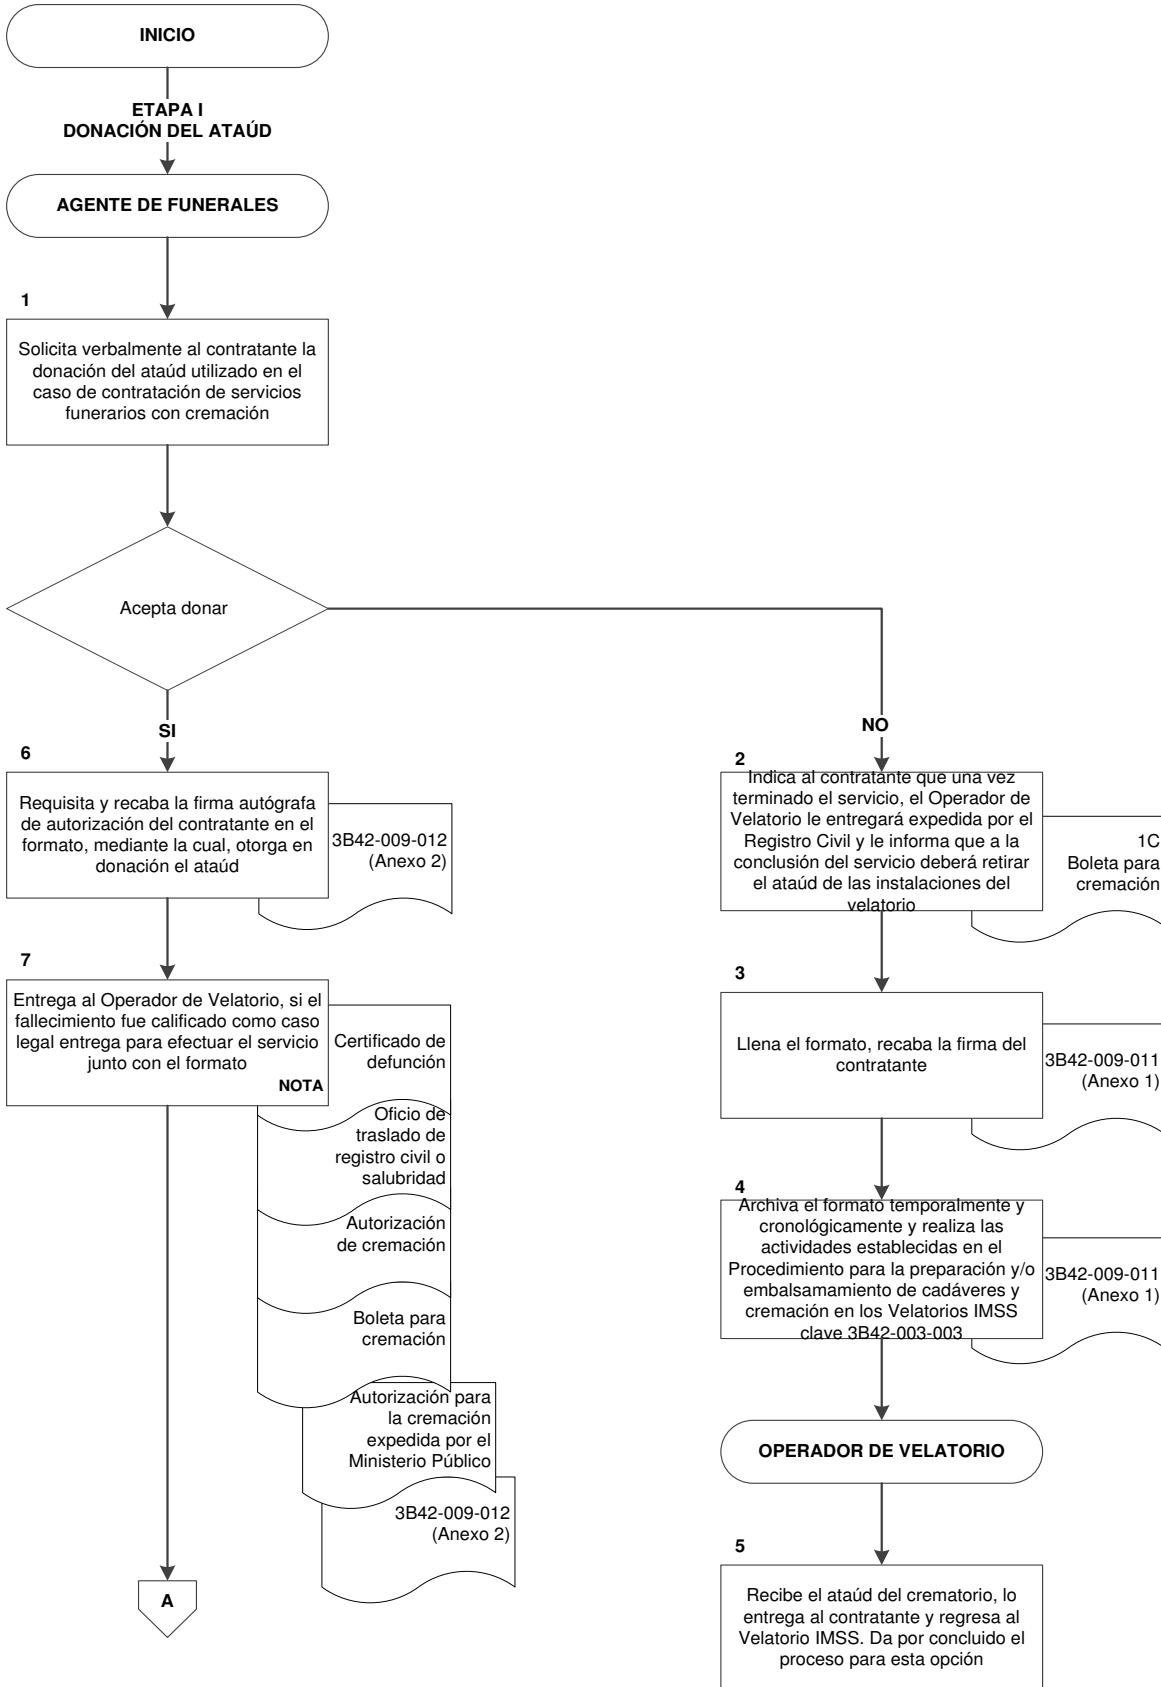 INICIO
ETAPA I
DONACIÓN DEL ATAÚD
AGENTE DE FUNERALES
1
Solicita verbalmente al contratante la
donación del ataúd utilizado en el
caso de contratación de servicios
funerarios con cremación
Acepta donar
SI
6
Requisita y recaba la firma autógrafa
de autorización del contratante en el
formato, mediante la cual, otorga en
donación el ataúd
3B42-009-012
(Anexo 2)
7
Entrega al Operador de Velatorio, si el
fallecimiento fue calificado como caso
legal entrega para efectuar el servicio
junto con el formato
NOTA
Certificado de
defunción
Oficio de
traslado de
registro civil o
salubridad
Autorización
de cremación
Boleta para
cremación
Autorización para
la cremación
expedida por el
Ministerio Público
3B42-009-012
(Anexo 2)
A
NO
2
Indica al contratante que una vez
terminado el servicio, el Operador de
Velatorio le entregará expedida por el
Registro Civil y le informa que a la
conclusión del servicio deberá retirar
el ataúd de las instalaciones del
velatorio
1C
Boleta para
cremación
3
Llena el formato, recaba la firma del
contratante
3B42-009-011
(Anexo 1)
4
Archiva el formato temporalmente y
cronológicamente y realiza las
actividades establecidas en el
Procedimiento para la preparación y/o
embalsamamiento de cadáveres y
cremación en los Velatorios IMSS
clave 3B42-003-003
3B42-009-011
(Anexo 1)
OPERADOR DE VELATORIO
5
Recibe el ataúd del crematorio, lo
entrega al contratante y regresa al
Velatorio IMSS. Da por concluido el
proceso para esta opción